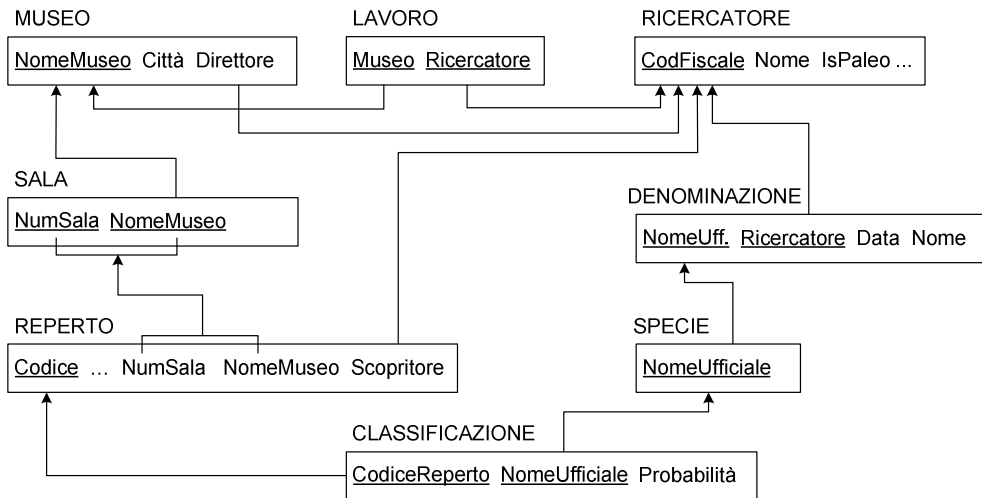 MUSEO
LAVORO
RICERCATORE
NomeMuseo Città Direttore
Museo Ricercatore
CodFiscale Nome IsPaleo ...
SALA
DENOMINAZIONE
NumSala NomeMuseo
NomeUff. Ricercatore Data Nome
REPERTO
SPECIE
Codice ... NumSala NomeMuseo Scopritore
NomeUfficiale
CLASSIFICAZIONE
CodiceReperto NomeUfficiale Probabilità